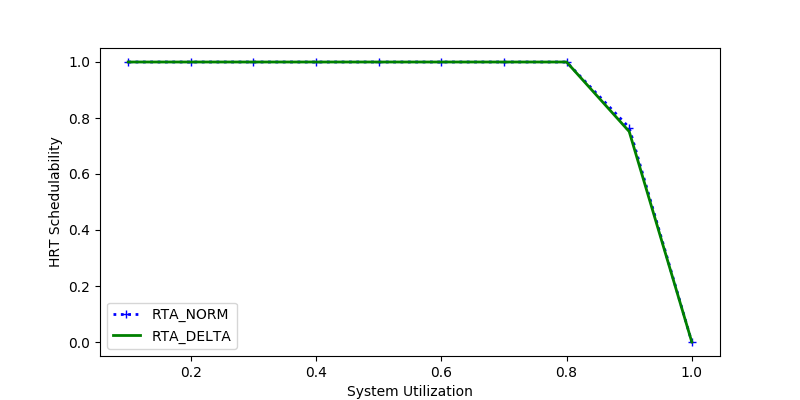 1.0
0.8
0.6
0.4
0.2
0.0
HRT Schedulability
RTA_NORM
RTA_DELTA
0.2 0.4 0.6 0.8 1.0
System Utilization